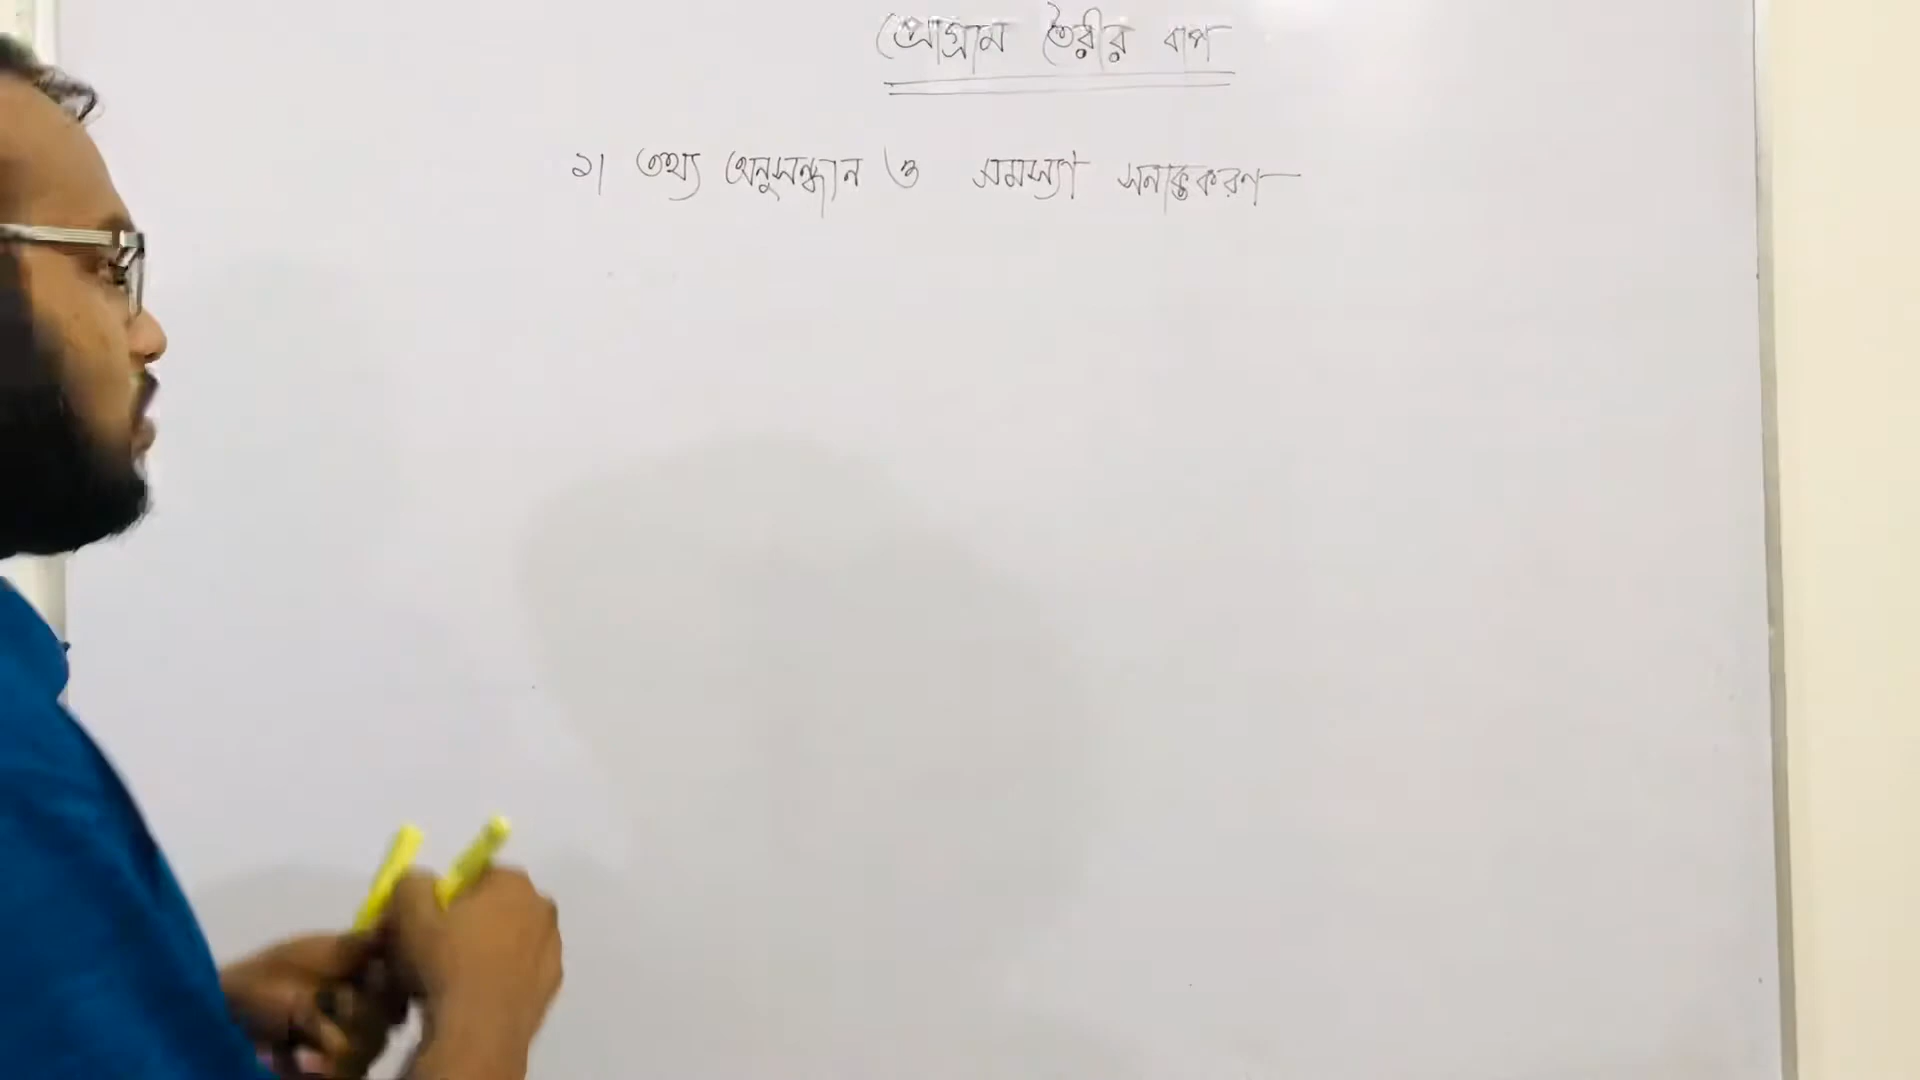 প্রোগ্রাম তৈরীর ধাপ
১। তথ্য অনুসন্ধান ও সমস্যা সনাক্তকরণ